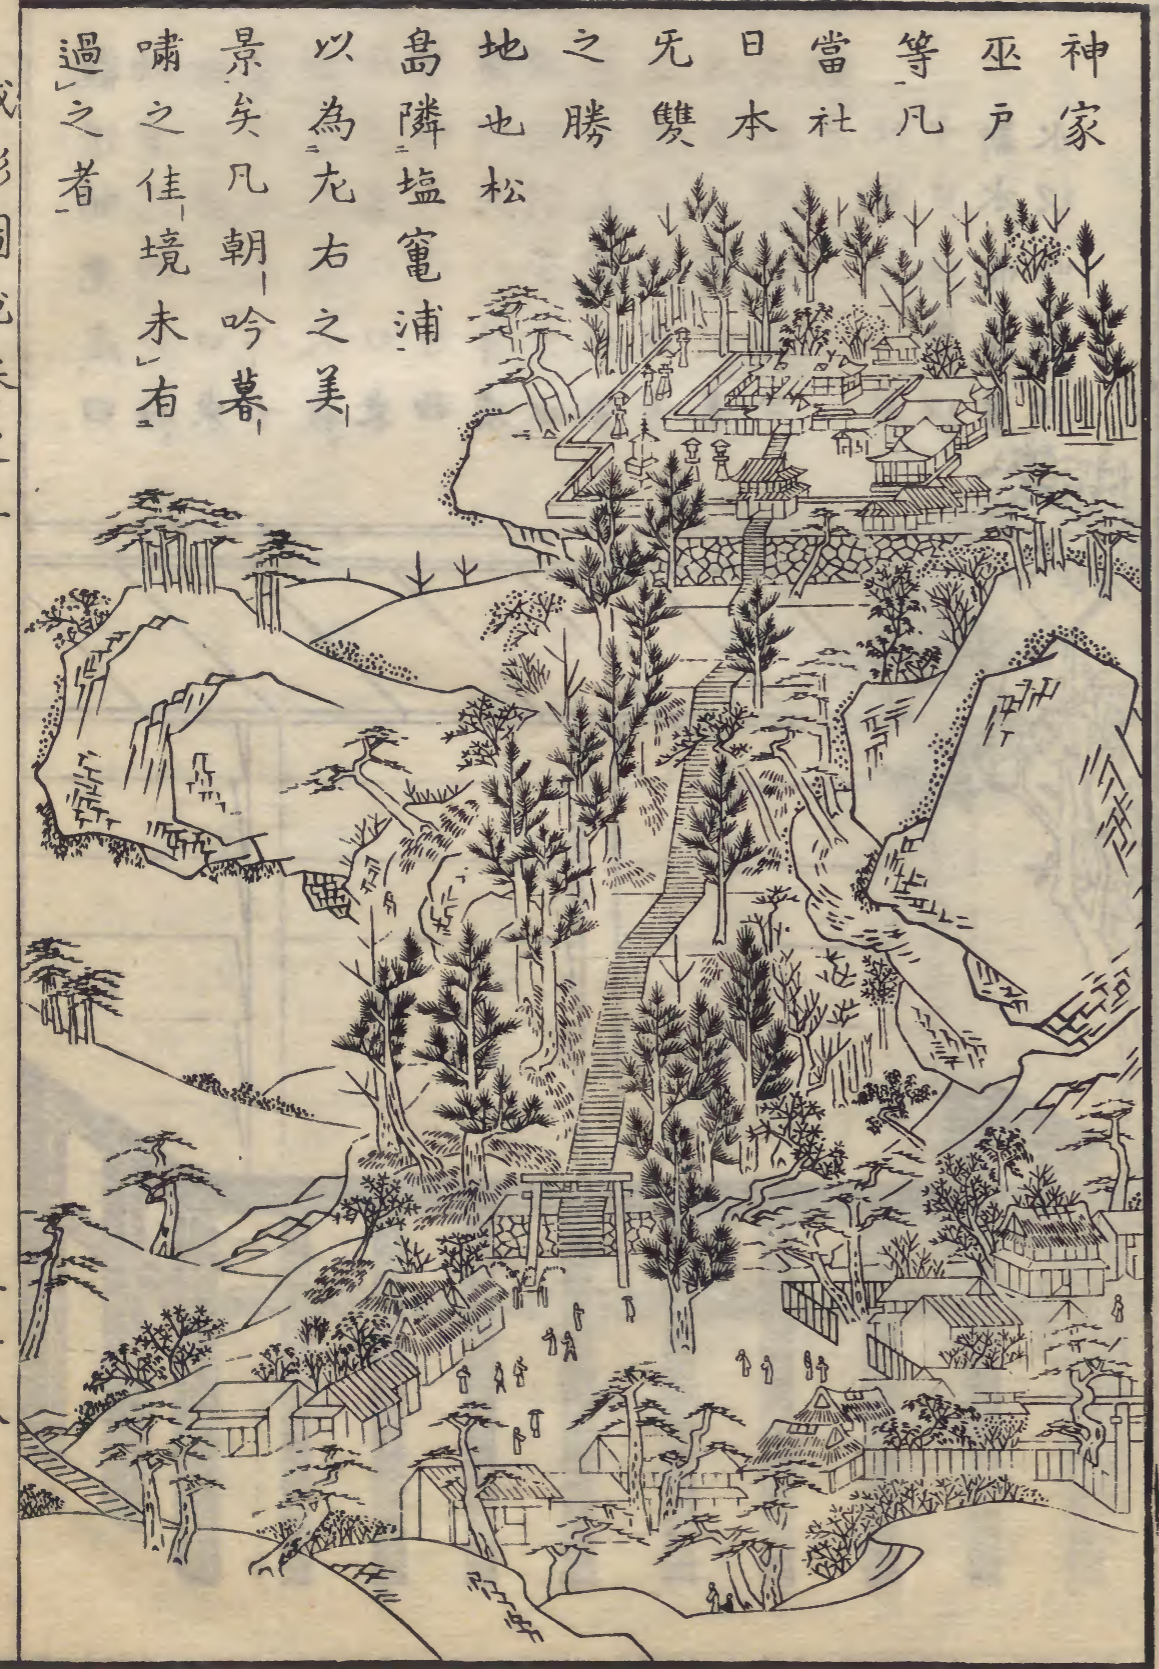 神家
巫戸
等凡
當社
日本
无雙
之勝
地也松
島隣塩竃浦
以為左右之美
景矣凡朝吟暮
嘯之佳境未有
過之者